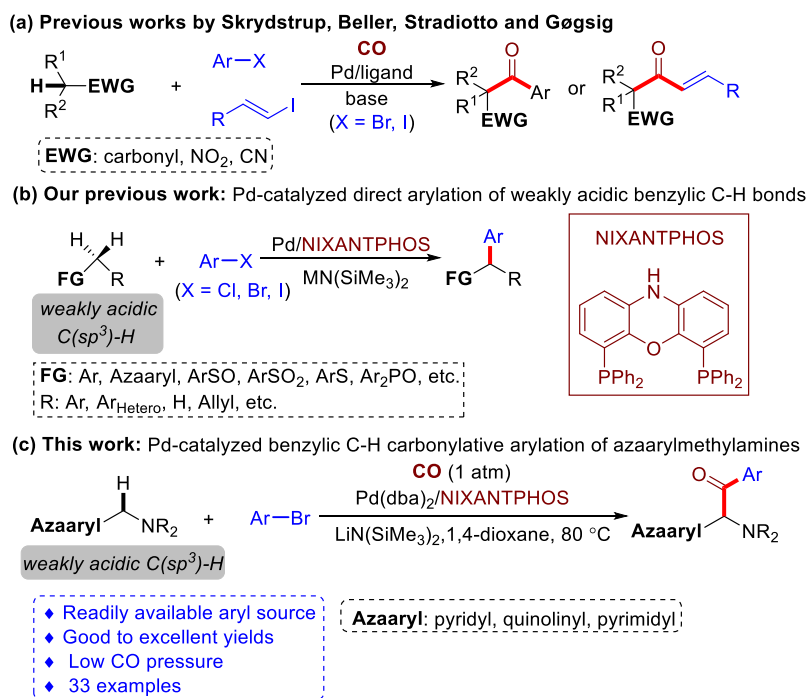 (a) Previous works by Skrydstrup, Beller, Stradiotto and Gøgsig
H R¹ EWG R² + Ar–X R I
CO
Pd/ligand
base
(X = Br, I)
R² R¹ O Ar EWG or R² R¹ O EWG R
EWG: carbonyl, NO₂, CN
(b) Our previous work: Pd-catalyzed direct arylation of weakly acidic benzylic C-H bonds
H H FG R + Ar–X
(X = Cl, Br, I)
Pd/NIXANTPHOS
MN(SiMe₃)₂
Ar FG R
weakly acidic
C(sp³)-H
NIXANTPHOS
H
N
O
PPh₂ PPh₂
FG: Ar, Azaaryl, ArSO, ArSO₂, ArS, Ar₂PO, etc.
R: Ar, Ar_Hetero, H, Allyl, etc.
(c) This work: Pd-catalyzed benzylic C-H carbonylative arylation of azaarylmethylamines
H
Azaaryl NR₂ + Ar–Br
CO (1 atm)
Pd(dba)₂/NIXANTPHOS
LiN(SiMe₃)₂,1,4-dioxane, 80 °C
O Ar
Azaaryl NR₂
weakly acidic C(sp³)-H
♦ Readily available aryl source
♦ Good to excellent yields
♦ Low CO pressure
♦ 33 examples
Azaaryl: pyridyl, quinolinyl, pyrimidyl